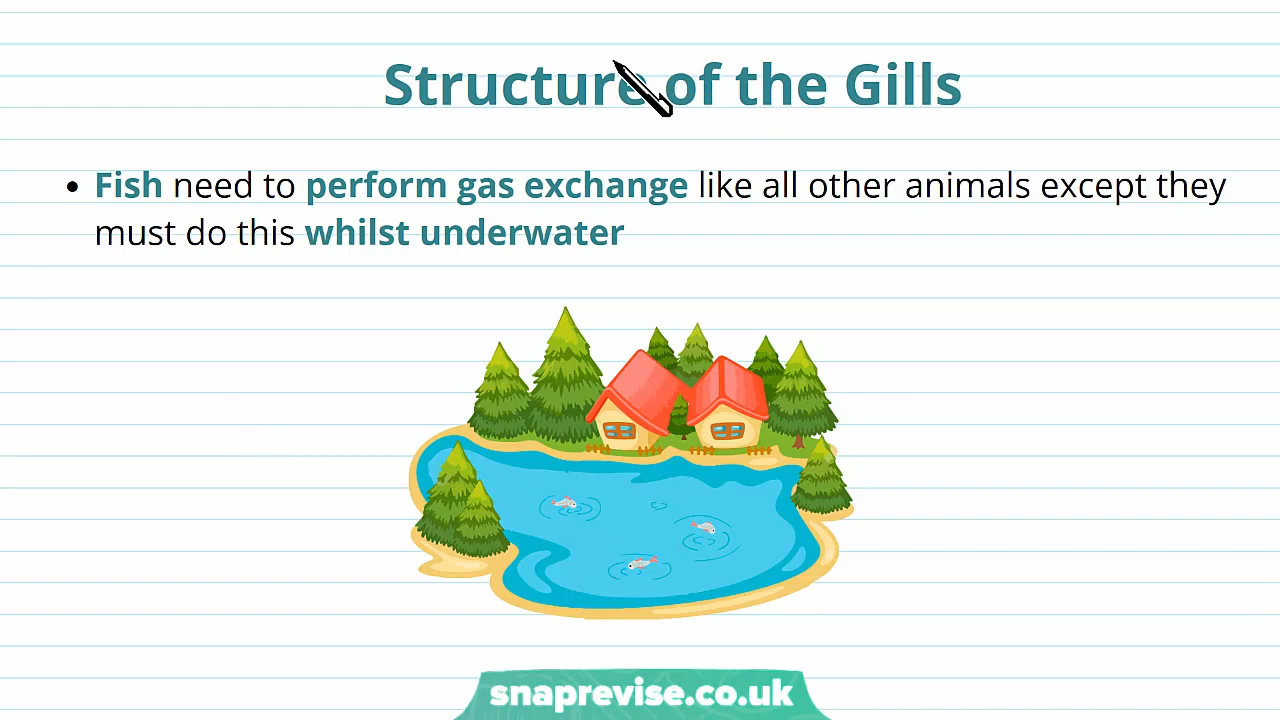 Structure of the Gills
• Fish need to perform gas exchange like all other animals except they
must do this whilst underwater
snaprevise.co.uk